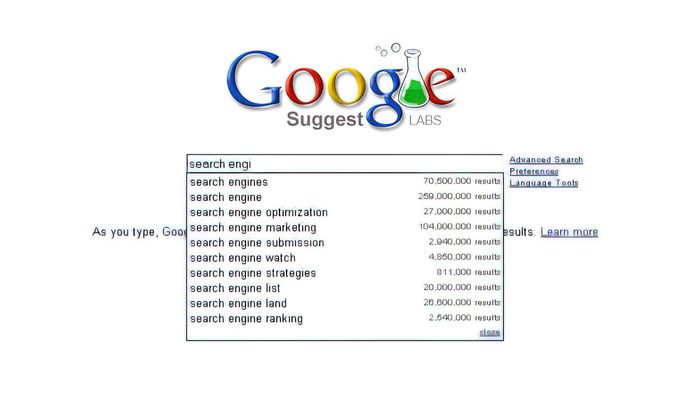 Google™
Suggest LABS
search engi
Advanced Search
Preferences
Language Tools
search engines 70,500,000 results
search engine 259,000,000 results
search engine optimization 27,000,000 results
As you type, Goog
search engine marketing 104,000,000 results
esults. Learn more
search engine submission 2,940,000 results
search engine watch 4,850,000 results
search engine strategies 811,000 results
search engine list 20,000,000 results
search engine land 26,600,000 results
search engine ranking 2,540,000 results
close